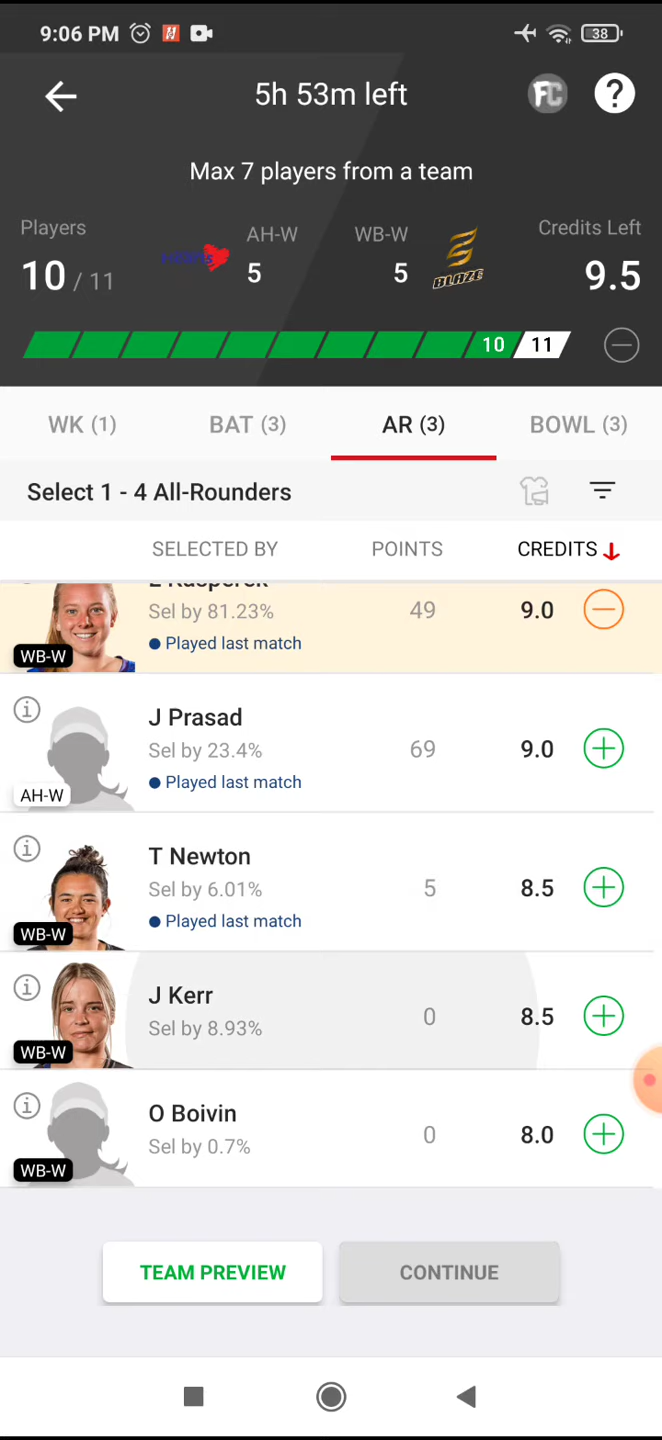 9:06 PM
38
5h 53m left
FC
?
Max 7 players from a team
Players
AH-W
WB-W
Credits Left
10 / 11
5
5
BLAZE
9.5
10
11
WK (1)
BAT (3)
AR (3)
BOWL (3)
Select 1 - 4 All-Rounders
SELECTED BY
POINTS
CREDITS
Sel by 81.23%
49
9.0
WB-W
Played last match
J Prasad
Sel by 23.4%
69
9.0
AH-W
Played last match
T Newton
Sel by 6.01%
5
8.5
WB-W
Played last match
J Kerr
Sel by 8.93%
0
8.5
WB-W
O Boivin
Sel by 0.7%
0
8.0
WB-W
TEAM PREVIEW
CONTINUE